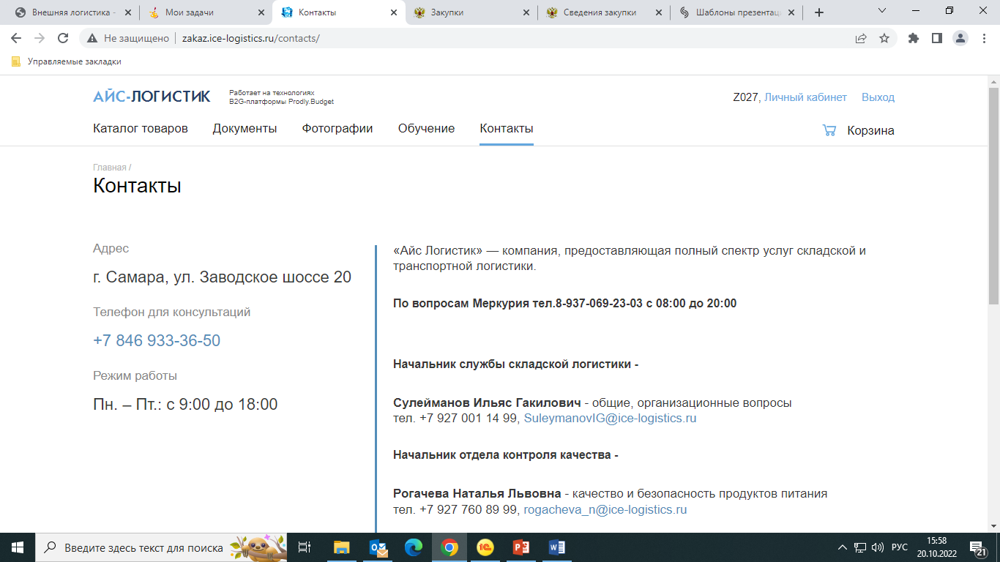 Внешняя логистика -
Мои задачи
Контакты
Закупки
Сведения закупки
Шаблоны презентац
Не защищено
zakaz.ice-logistics.ru/contacts/
Управляемые закладки
АЙС-ЛОГИСТИК
Работает на технологиях
B2G-платформы Prodly.Budget
Z027, Личный кабинет
Выход
Каталог товаров
Документы
Фотографии
Обучение
Контакты
Корзина
Главная /
Контакты
Адрес
г. Самара, ул. Заводское шоссе 20
Телефон для консультаций
+7 846 933-36-50
Режим работы
Пн. – Пт.: с 9:00 до 18:00
«Айс Логистик» — компания, предоставляющая полный спектр услуг складской и
транспортной логистики.
По вопросам Меркурия тел.8-937-069-23-03 с 08:00 до 20:00
Начальник службы складской логистики -
Сулейманов Ильяс Гакилович - общие, организационные вопросы
тел. +7 927 001 14 99, SuleymanovIG@ice-logistics.ru
Начальник отдела контроля качества -
Рогачева Наталья Львовна - качество и безопасность продуктов питания
тел. +7 927 760 89 99, rogacheva_n@ice-logistics.ru
Введите здесь текст для поиска
РУС
15:58
20.10.2022
21